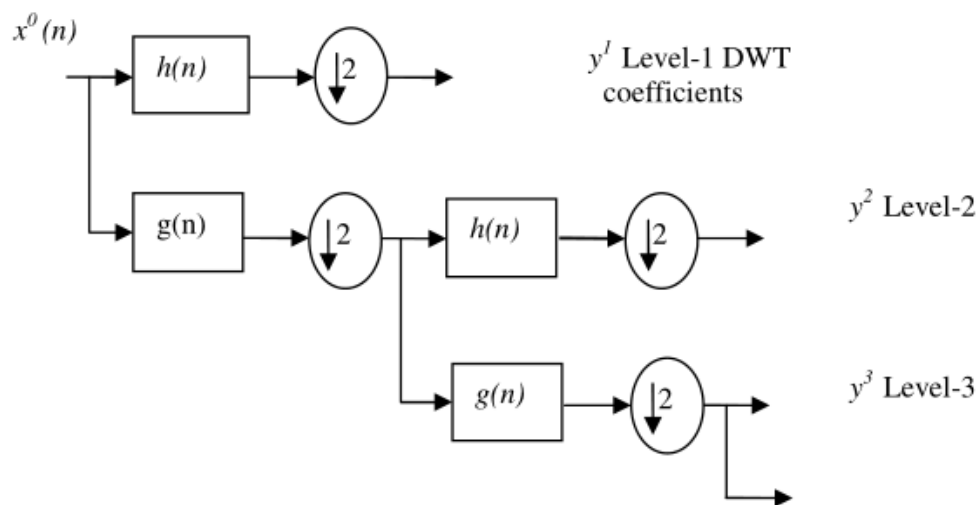 x⁰(n)
h(n)
↓2
y¹ Level-1 DWT
coefficients
g(n)
↓2
h(n)
↓2
y² Level-2
g(n)
↓2
y³ Level-3